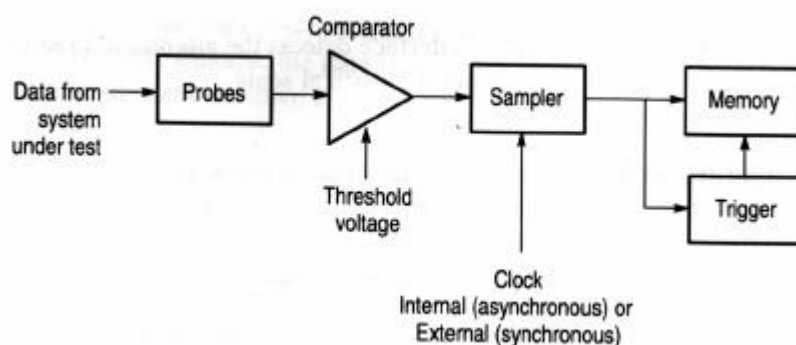 Comparator
Data from
system
under test
Probes
Sampler
Memory
Threshold
voltage
Trigger
Clock
Internal (asynchronous) or
External (synchronous)